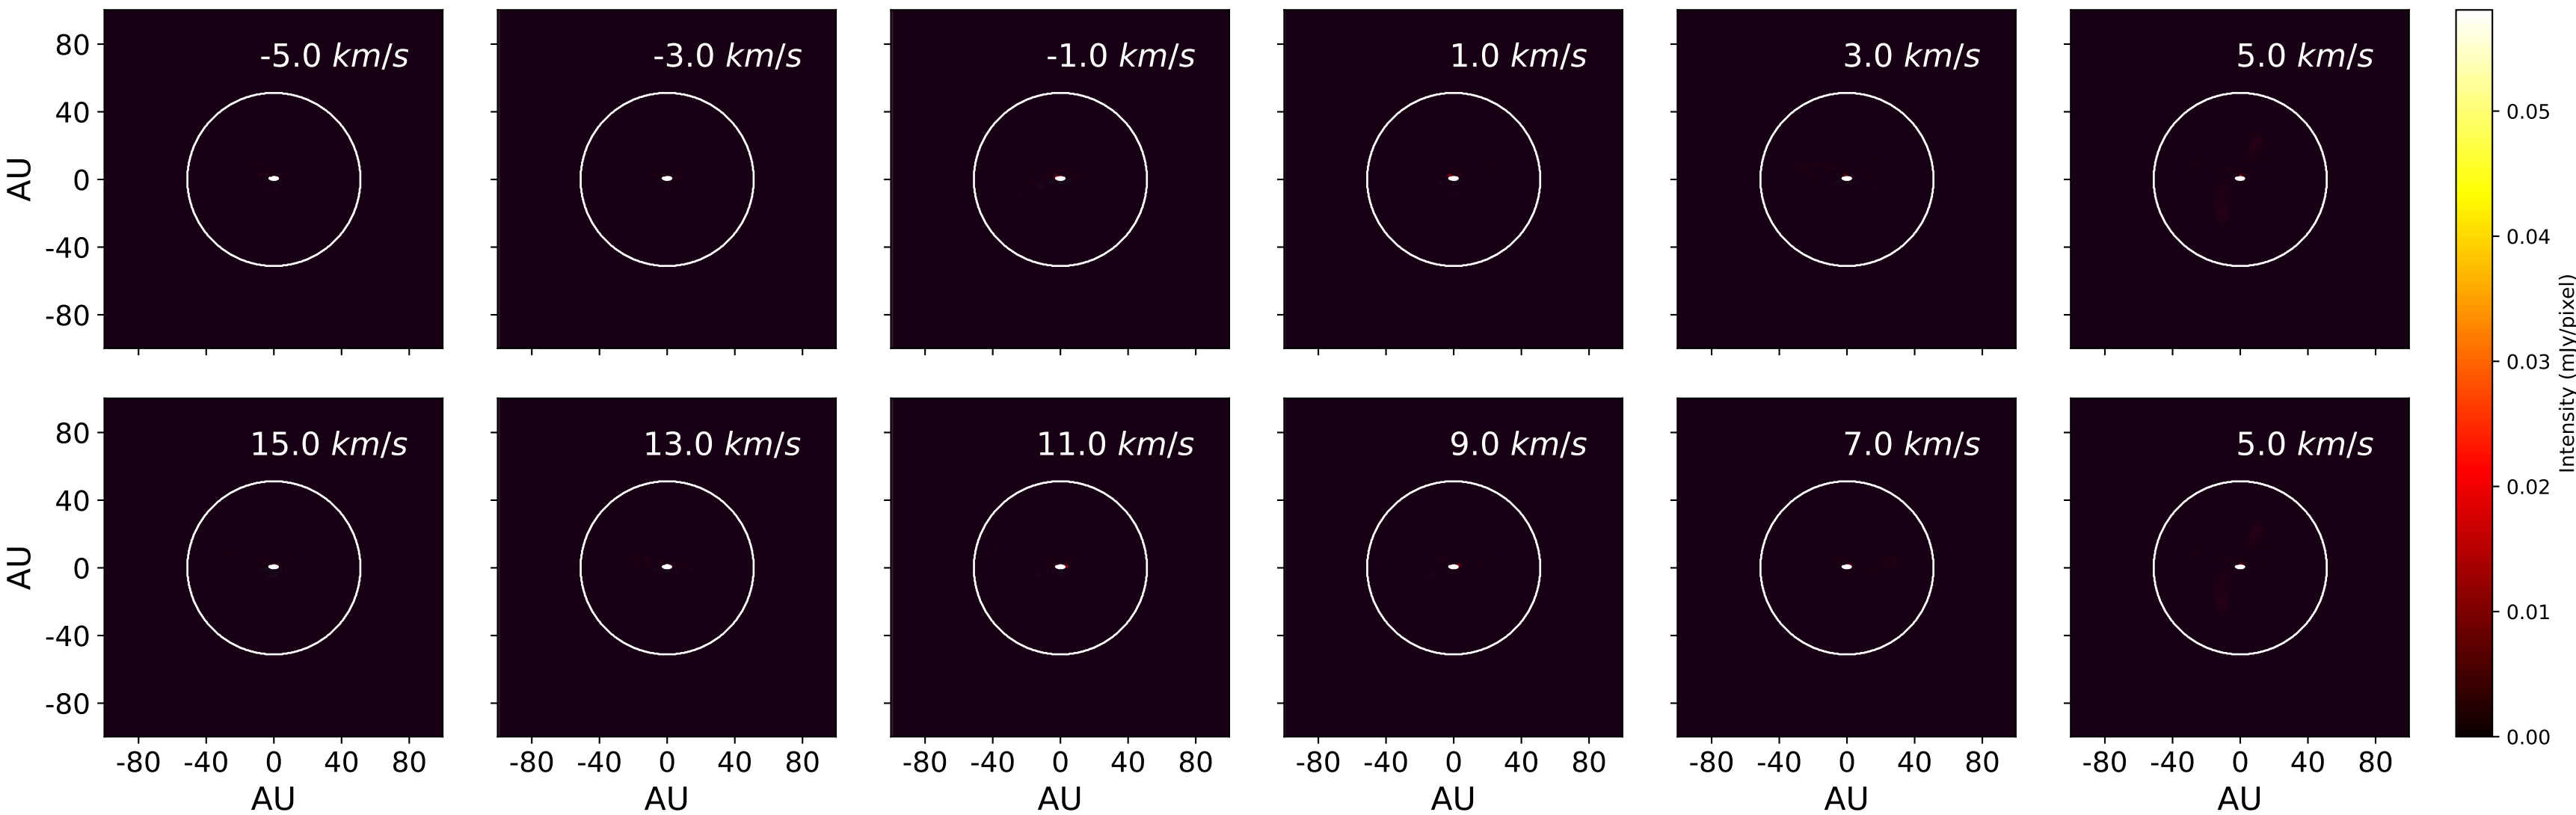 -5.0 km/s
-3.0 km/s
-1.0 km/s
1.0 km/s
3.0 km/s
5.0 km/s
80
40
0
-40
-80
AU
15.0 km/s
13.0 km/s
11.0 km/s
9.0 km/s
7.0 km/s
5.0 km/s
80
40
0
-40
-80
AU
-80 -40 0 40 80
-80 -40 0 40 80
-80 -40 0 40 80
-80 -40 0 40 80
-80 -40 0 40 80
-80 -40 0 40 80
AU
AU
AU
AU
AU
AU
0.05
0.04
0.03
0.02
0.01
0.00
Intensity (mJy/pixel)